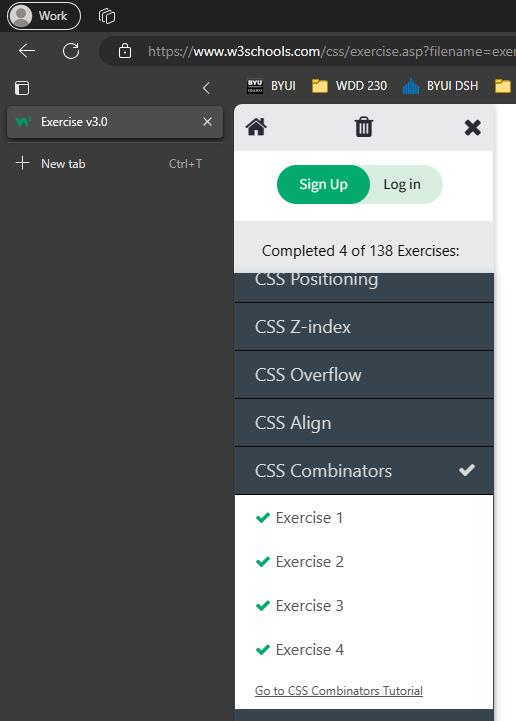 Work
https://www.w3schools.com/css/exercise.asp?filename=exer
BYU
IDAHO
BYUI
WDD 230
BYUI DSH
Exercise v3.0
New tab
Ctrl+T
Sign Up
Log in
Completed 4 of 138 Exercises:
CSS Positioning
CSS Z-index
CSS Overflow
CSS Align
CSS Combinators
Exercise 1
Exercise 2
Exercise 3
Exercise 4
Go to CSS Combinators Tutorial